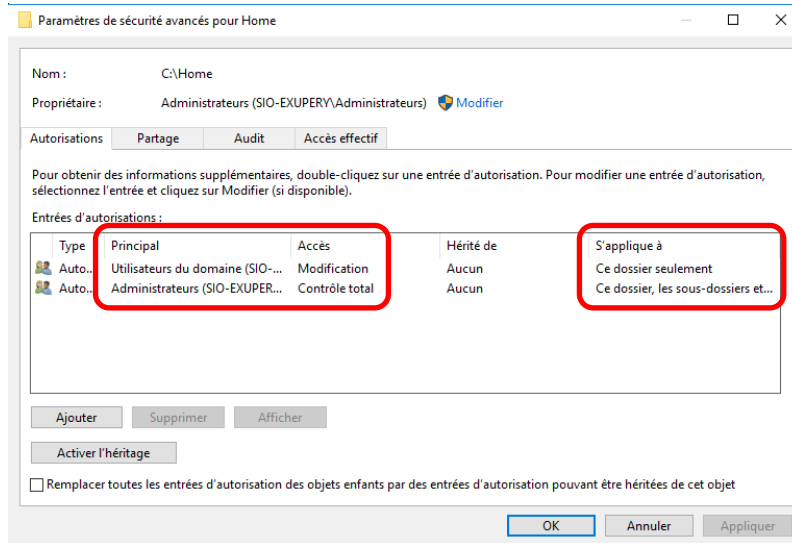 Paramètres de sécurité avancés pour Home
Nom : C:\Home
Propriétaire : Administrateurs (SIO-EXUPERY\Administrateurs) Modifier
Autorisations Partage Audit Accès effectif
Pour obtenir des informations supplémentaires, double-cliquez sur une entrée d'autorisation. Pour modifier une entrée d'autorisation,
sélectionnez l'entrée et cliquez sur Modifier (si disponible).
Entrées d'autorisations :
Type Principal Accès Hérité de S'applique à
Auto... Utilisateurs du domaine (SIO-... Modification Aucun Ce dossier seulement
Auto... Administrateurs (SIO-EXUPER... Contrôle total Aucun Ce dossier, les sous-dossiers et...
Ajouter Supprimer Afficher
Activer l'héritage
Remplacer toutes les entrées d'autorisation des objets enfants par des entrées d'autorisation pouvant être héritées de cet objet
OK Annuler Appliquer